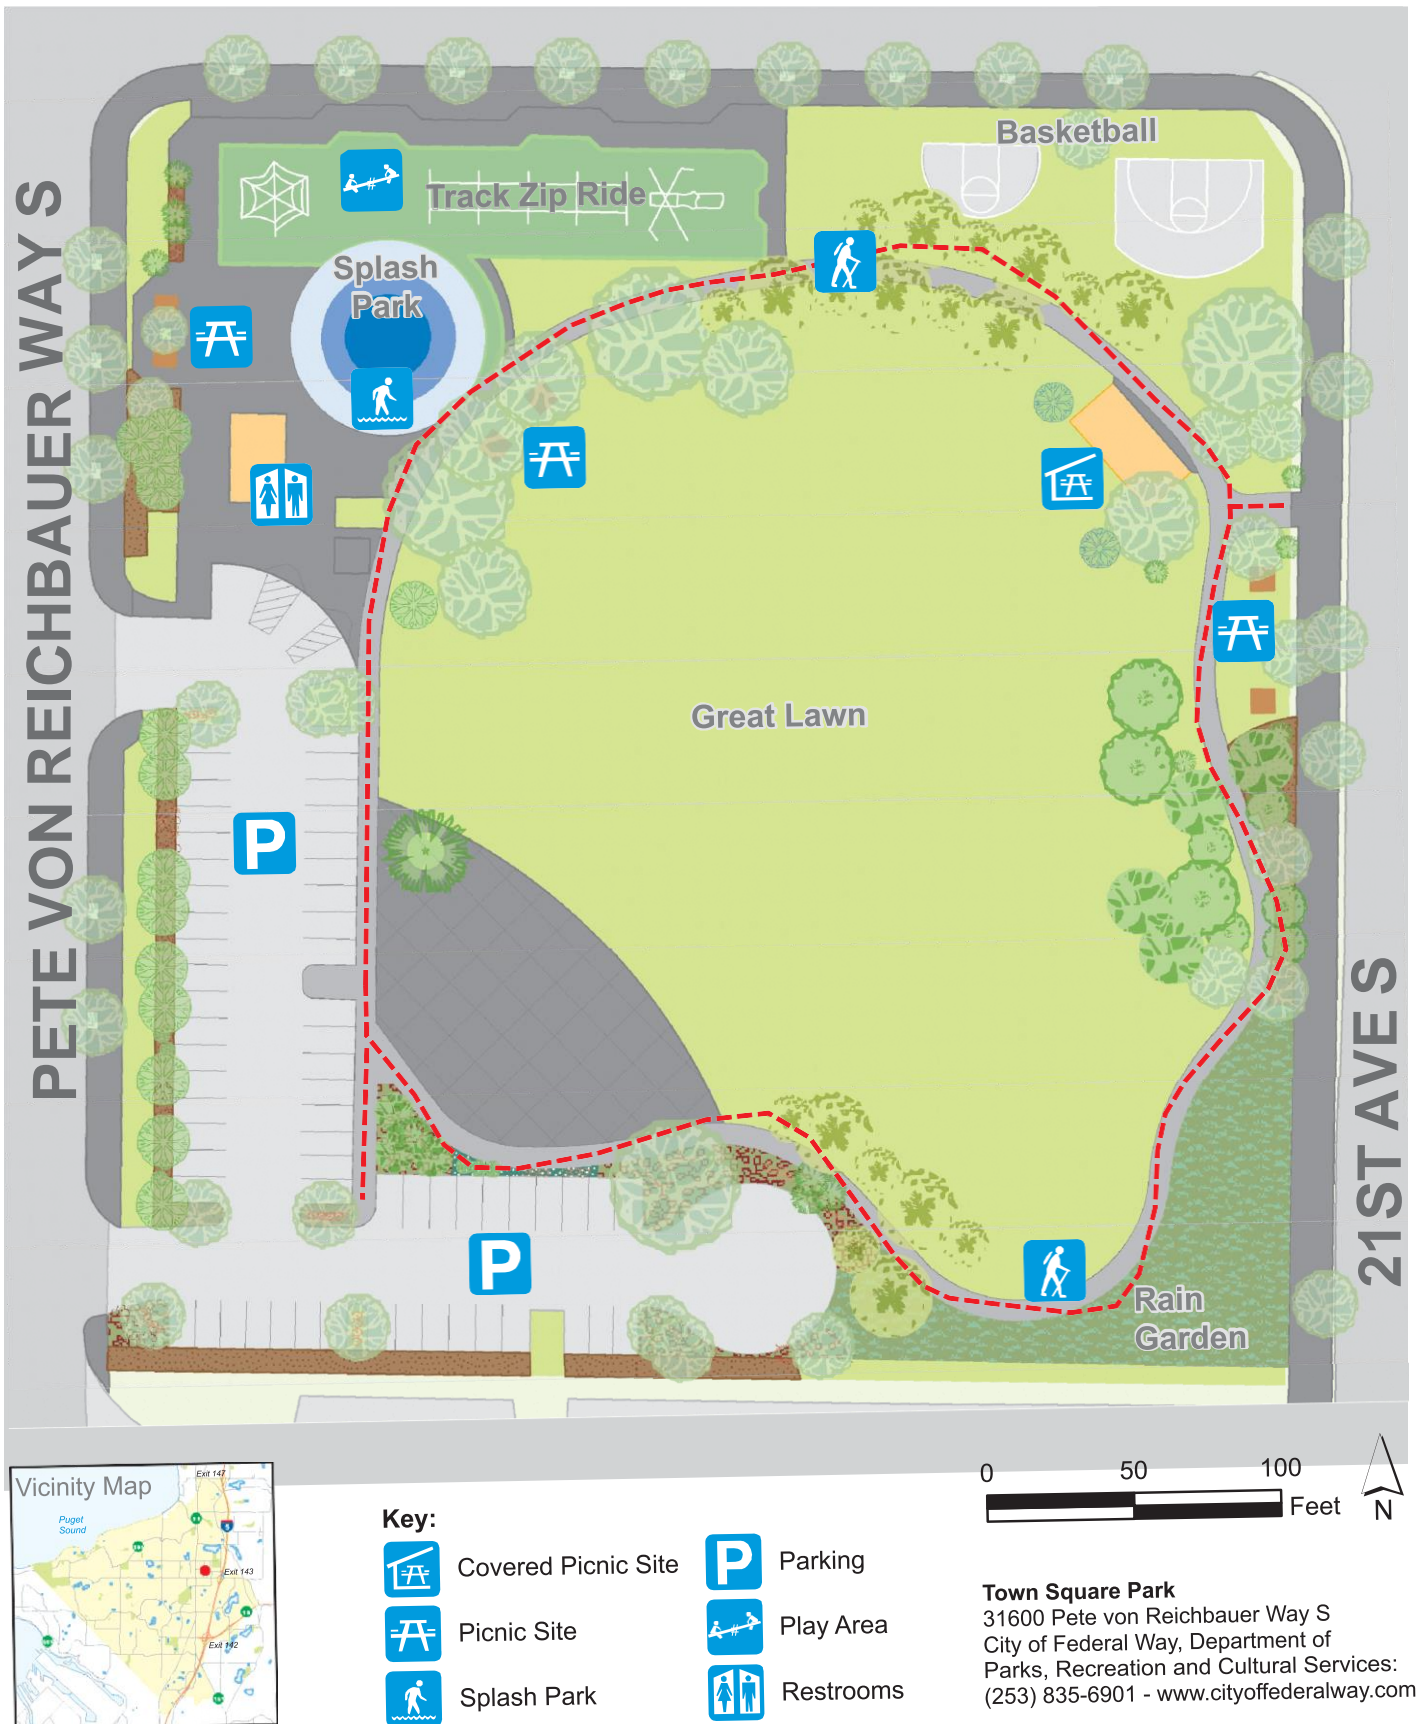 Basketball
Track Zip Ride
Splash
Park
PETE VON REICHBAUER WAY S
Great Lawn
P
21ST AVE S
P
Rain
Garden
Vicinity Map
Exit 147
Puget
Sound
5
Exit 143
Exit 142
Key:
Covered Picnic Site
Picnic Site
Splash Park
P Parking
Play Area
Restrooms
0 50 100
Feet
N
Town Square Park
31600 Pete von Reichbauer Way S
City of Federal Way, Department of
Parks, Recreation and Cultural Services:
(253) 835-6901 - www.cityoffederalway.com